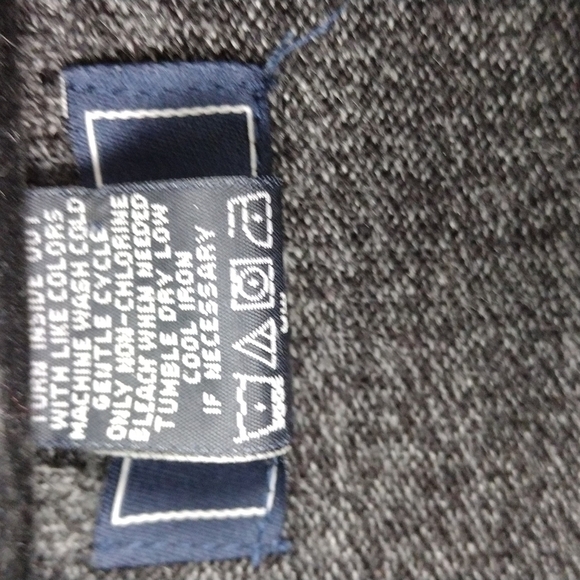 TURN INSIDE OUT
WITH LIKE COLORS
MACHINE WASH COLD
GENTLE CYCLE
ONLY NON-CHLORINE
BLEACH WHEN NEEDED
TUMBLE DRY LOW
COOL IRON
IF NECESSARY